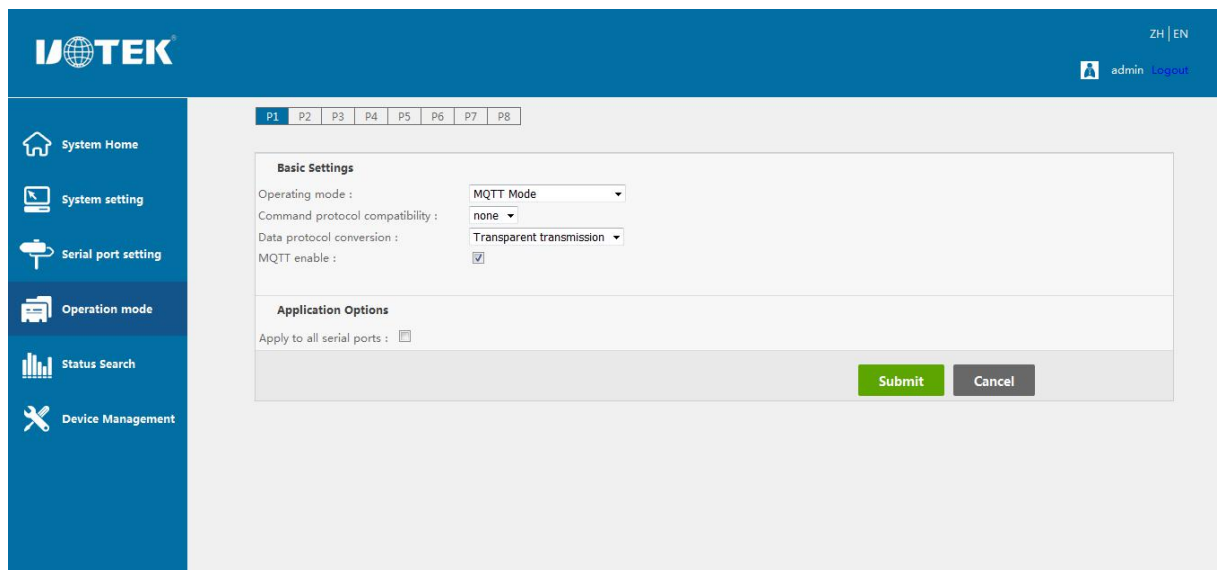 UOTEK®
ZH | EN
admin Logout
P1 P2 P3 P4 P5 P6 P7 P8
System Home
System setting
Serial port setting
Operation mode
Status Search
Device Management
Basic Settings
Operating mode : MQTT Mode
Command protocol compatibility : none
Data protocol conversion : Transparent transmission
MQTT enable :
Application Options
Apply to all serial ports :
Submit Cancel